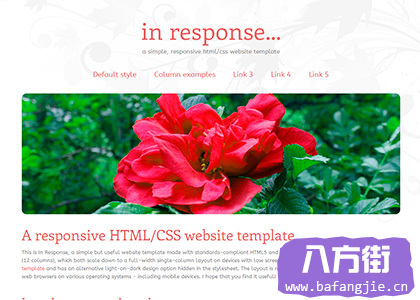 in response...
a simple, responsive html/css website template
Default style Column examples Link 3 Link 4 Link 5
A responsive HTML/CSS website template
This is In Response, a simple but useful website template made with standards-compliant HTML5 and
(12 columns), which both scale down to a full-width single-column layout on devices with low scree
template and has an alternative light-on-dark design option hidden in the stylesheet. The layout is
web browsers on various operating systems - including mobile devices. I hope that you find it useful!
八方街
www.bafangjie.cn